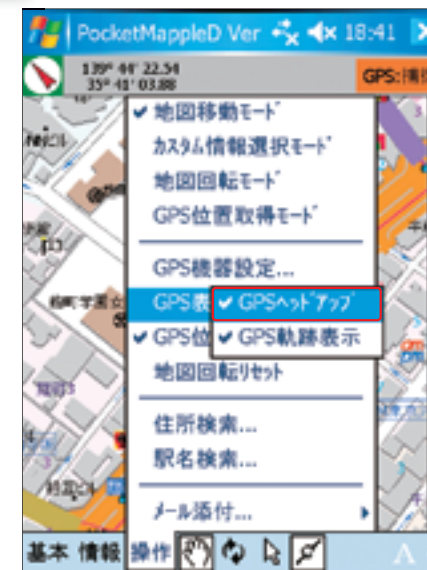 PocketMappleD Ver 18:41
139° 44' 22.54
35° 41' 03.88
GPS:
地図移動モード
カスタム情報選択モード
地図回転モード
GPS位置取得モード
GPS機器設定...
GPS表
GPSヘッドアップ
GPS位
GPS軌跡表示
地図回転リセット
住所検索...
駅名検索...
メール添付...
基本 情報 操作